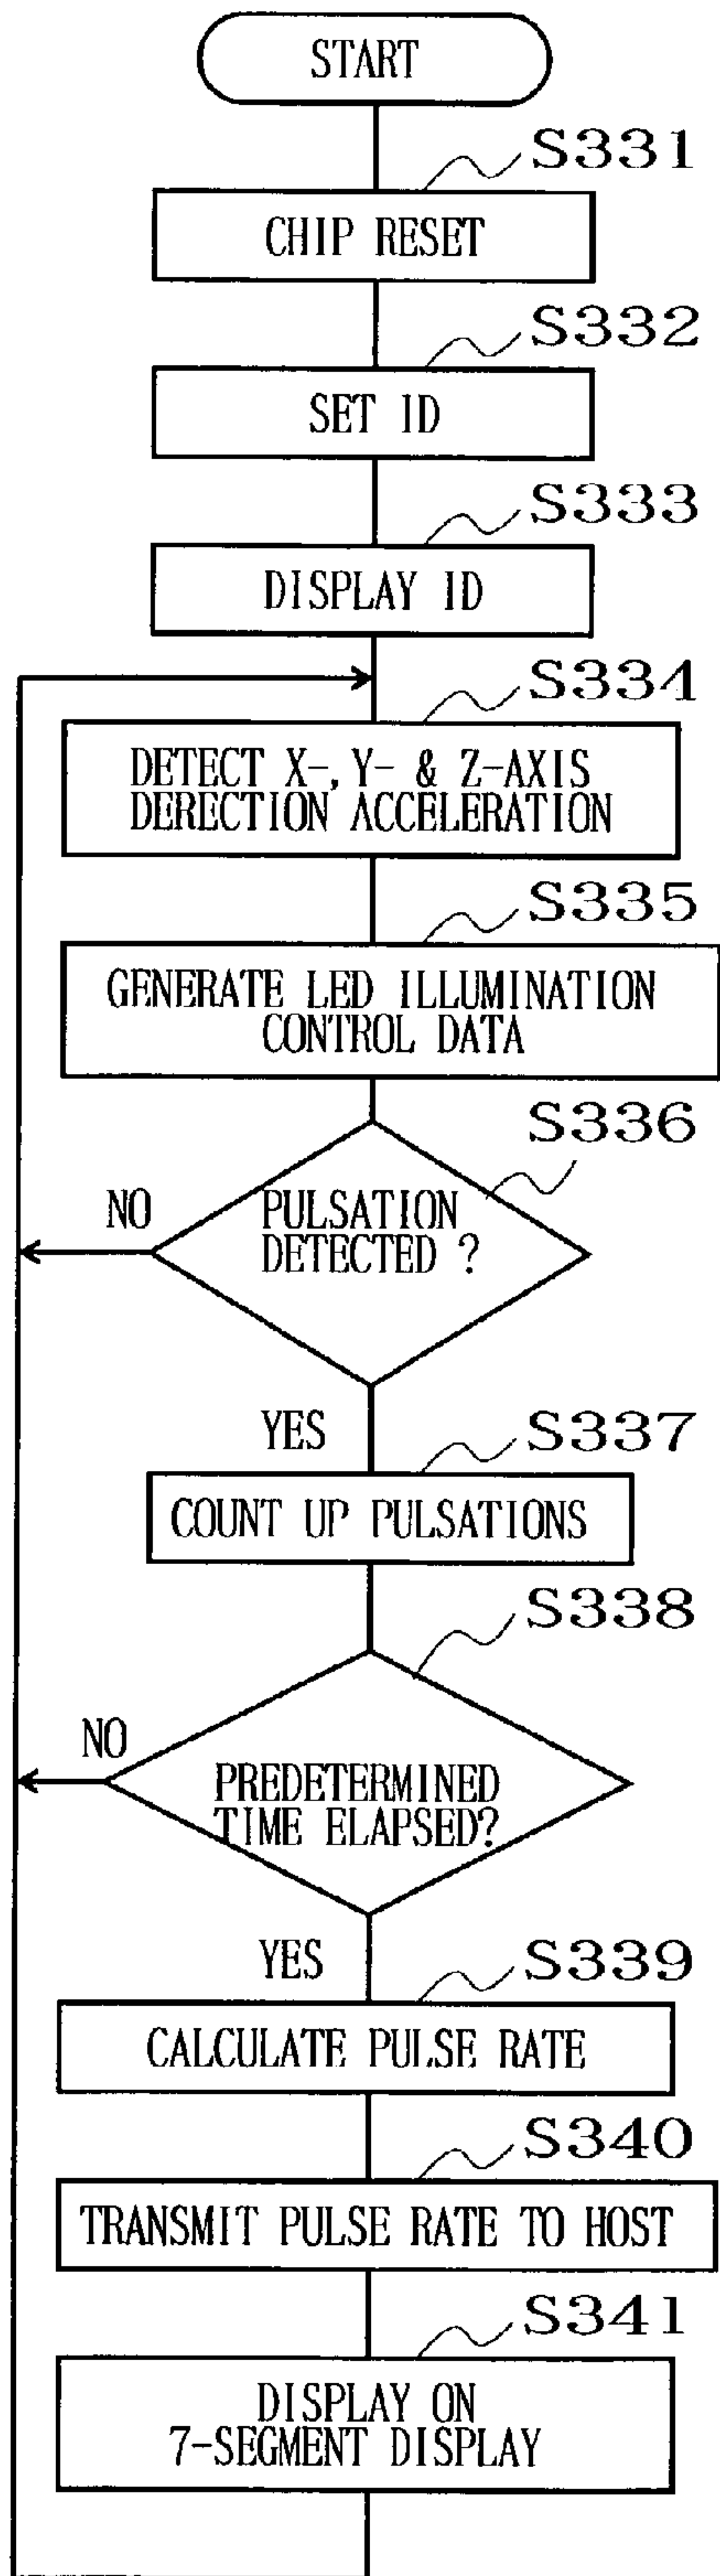 START
S331
CHIP RESET
S332
SET ID
S333
DISPLAY ID
S334
DETECT X-, Y- & Z-AXIS
DERECTION ACCELERATION
S335
GENERATE LED ILLUMINATION
CONTROL DATA
S336
NO
PULSATION
DETECTED ?
YES
S337
COUNT UP PULSATIONS
S338
NO
PREDETERMINED
TIME ELAPSED?
YES
S339
CALCULATE PULSE RATE
S340
TRANSMIT PULSE RATE TO HOST
S341
DISPLAY ON
7-SEGMENT DISPLAY